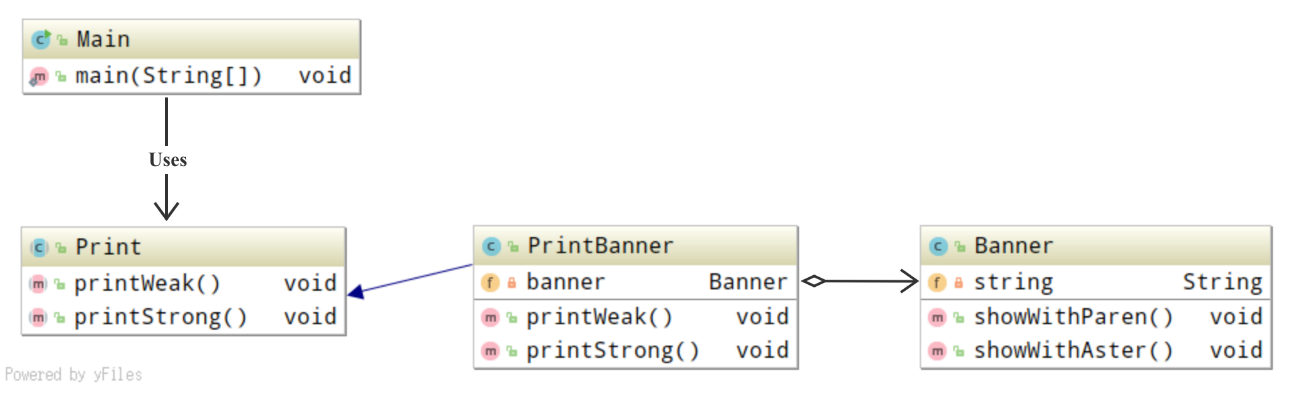 Main
main(String[]) void
Uses
Print
printWeak() void
printStrong() void
PrintBanner
banner Banner
printWeak() void
printStrong() void
Banner
string String
showWithParen() void
showWithAster() void
Powered by yFiles